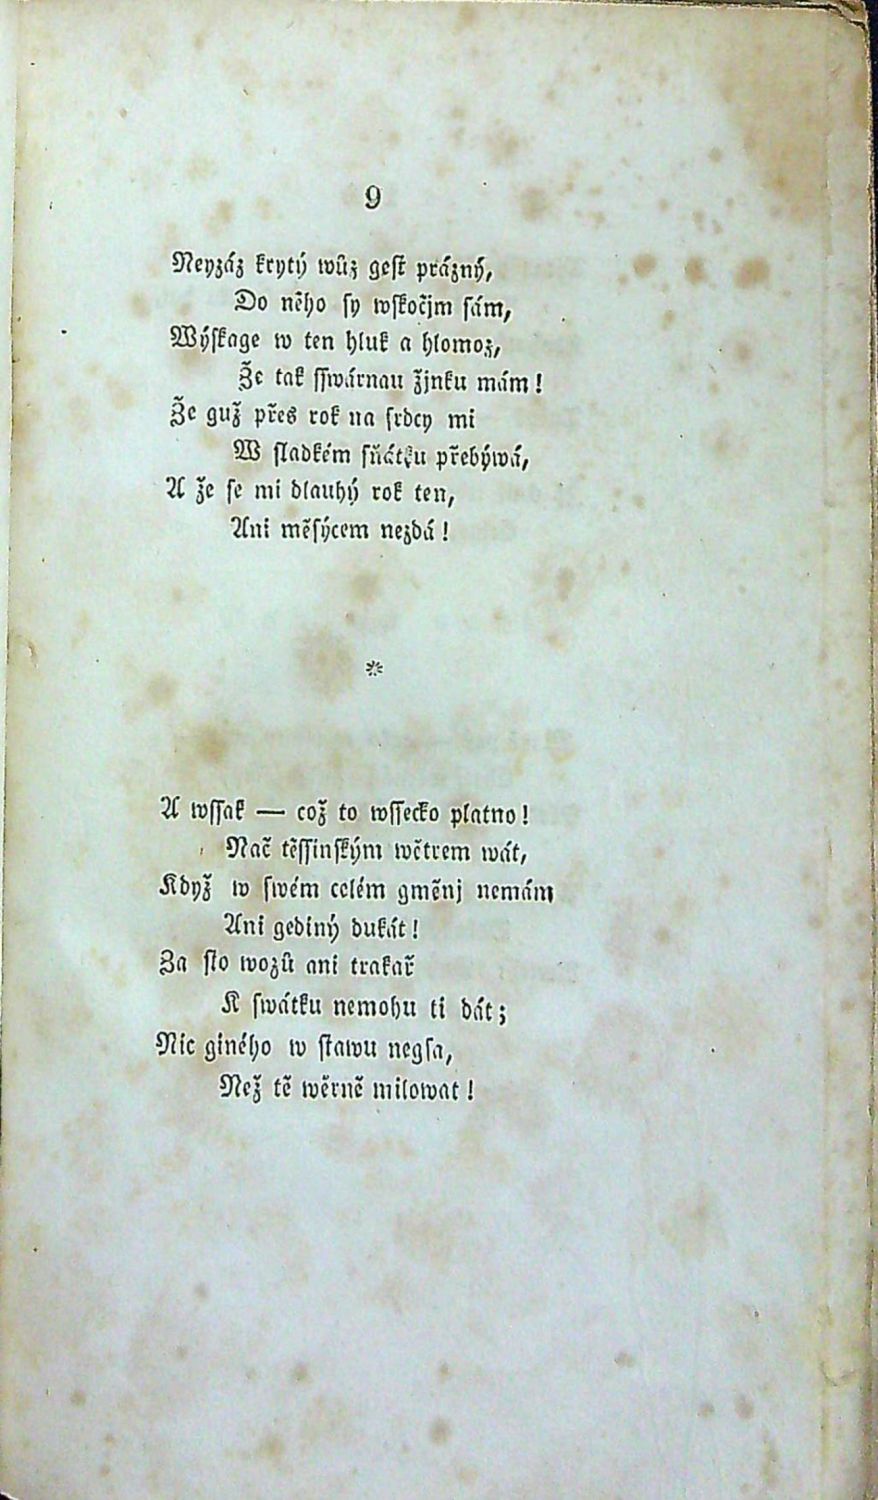 9
Neyzáz krytý wůz gest prázný,
Do něho sy wskočjm sám,
Wýskage w ten hluk a hlomoz,
Že tak sswárnau žjnku mám!
Že guž přes rok na srdcy mi
W sladkém sňátku přebýwá,
A že se mi dlauhý rok ten,
Ani měsýcem nezdá!
*
A wssak — což to wssecko platno!
Nač těssinským wětrem wát,
Když w swém celém gměnj nemám
Ani gediný dukát!
Za sto wozů ani trakař
K swátku nemohu ti dát;
Nic giného w stawu negsa,
Než tě wěrně milowat!